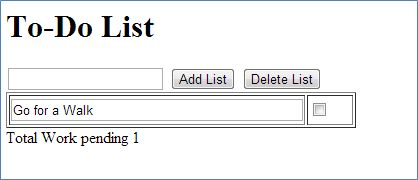 To-Do List
Add List Delete List
Go for a Walk
Total Work pending 1